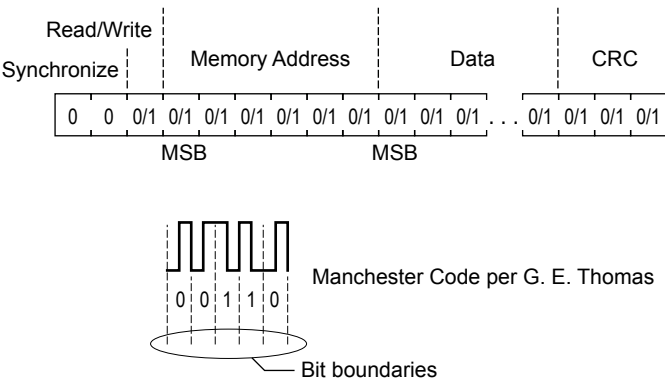 Read/Write
Synchronize Memory Address Data CRC
0 0 0/1 0/1 0/1 0/1 0/1 0/1 0/1 0/1 0/1 0/1 . . . 0/1 0/1 0/1 0/1
MSB MSB
Manchester Code per G. E. Thomas
0 0 1 1 0
Bit boundaries